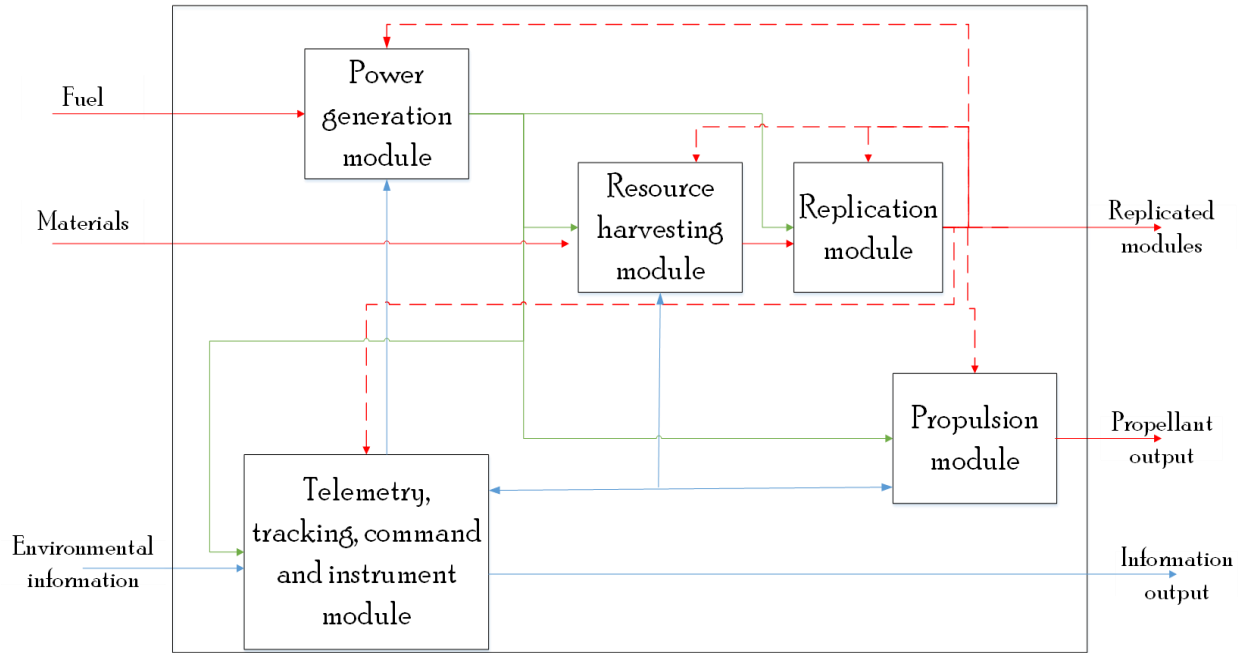 Power
generation
module
Fuel
Resource
harvesting
module
Replication
module
Materials
Replicated
modules
Propulsion
module
Propellant
output
Telemetry,
tracking, command
and instrument
module
Environmental
information
Information
output